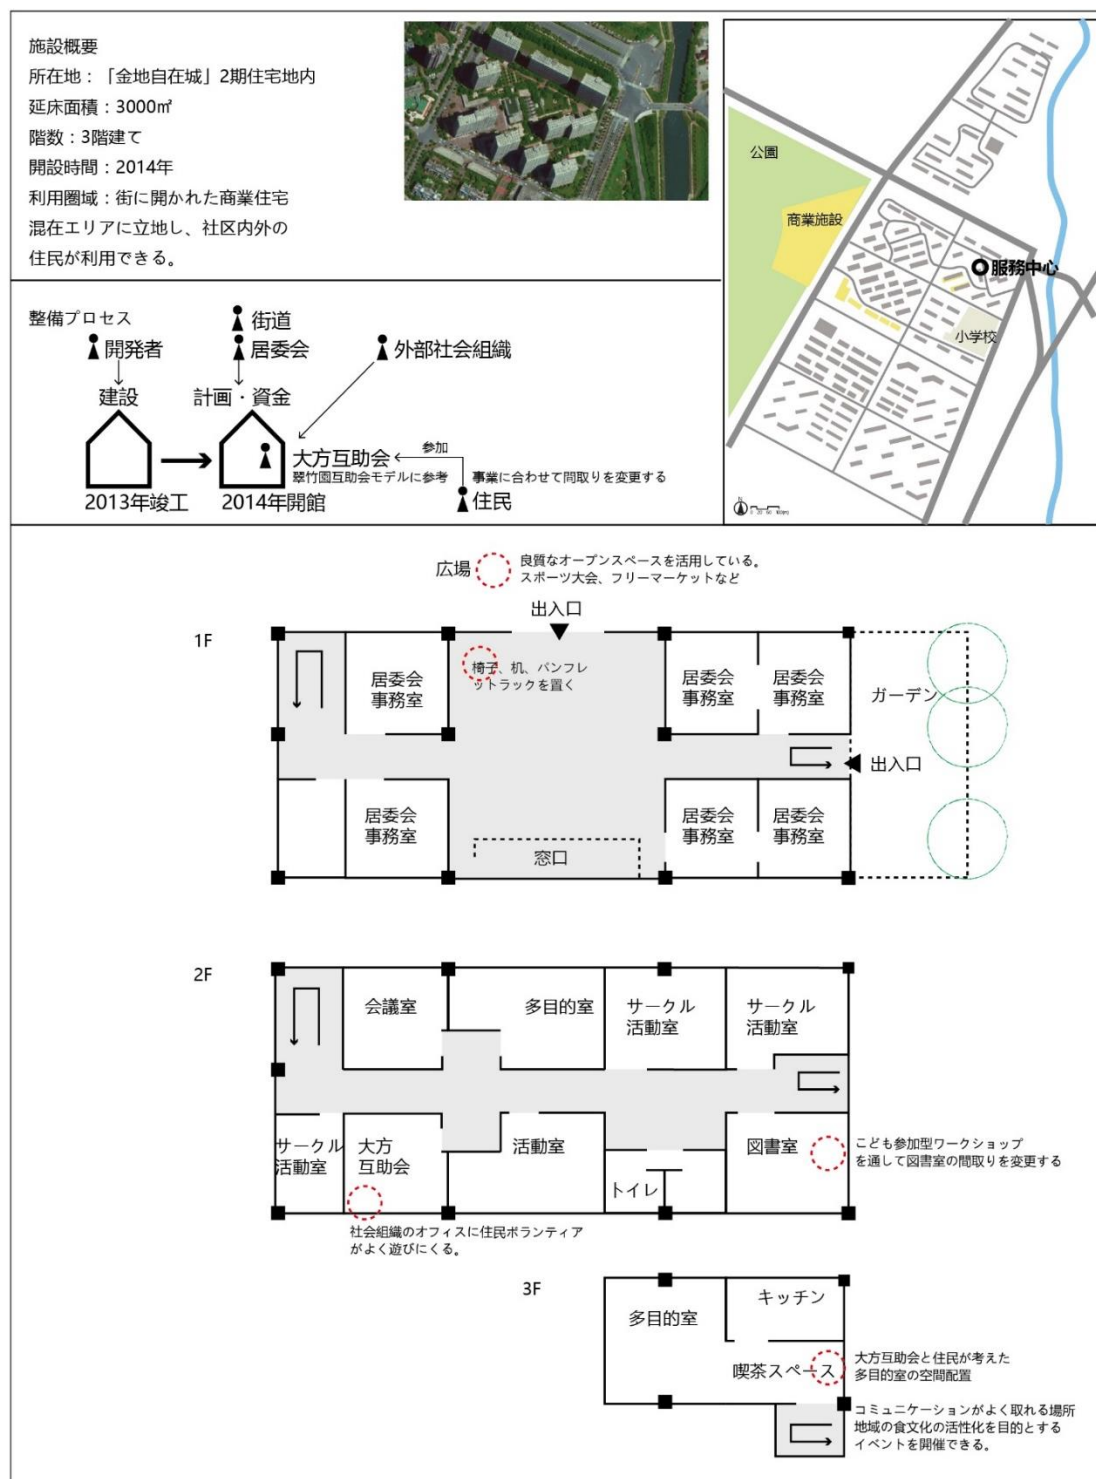 施設概要
所在地：「金地自在城」2期住宅地内
延床面積：3000㎡
階数：3階建て
開設時間：2014年
利用圏域：街に開かれた商業住宅
混在エリアに立地し、社区内外の
住民が利用できる。
公園
商業施設
服務中心
小学校
N
整備プロセス
街道
開発者
居委会
外部社会組織
建設
計画・資金
大方互助会
参加
翠竹園互助会モデルに参考
事業に合わせて間取りを変更する
2013年竣工
2014年開館
住民
広場
良質なオープンスペースを活用している。
スポーツ大会、フリーマーケットなど
出入口
1F
椅子、机、パンフレ
ットラックを置く
居委会
事務室
居委会
事務室
居委会
事務室
ガーデン
出入口
居委会
事務室
窓口
居委会
事務室
居委会
事務室
2F
会議室
多目的室
サークル
活動室
サークル
活動室
サークル
活動室
大方
互助会
活動室
トイレ
図書室
こども参加型ワークショップ
を通して図書室の間取りを変更する
社会組織のオフィスに住民ボランティア
がよく遊びにくる。
3F
多目的室
キッチン
喫茶スペース
大方互助会と住民が考えた
多目的室の空間配置
コミュニケーションがよく取れる場所
地域の食文化の活性化を目的とする
イベントを開催できる。